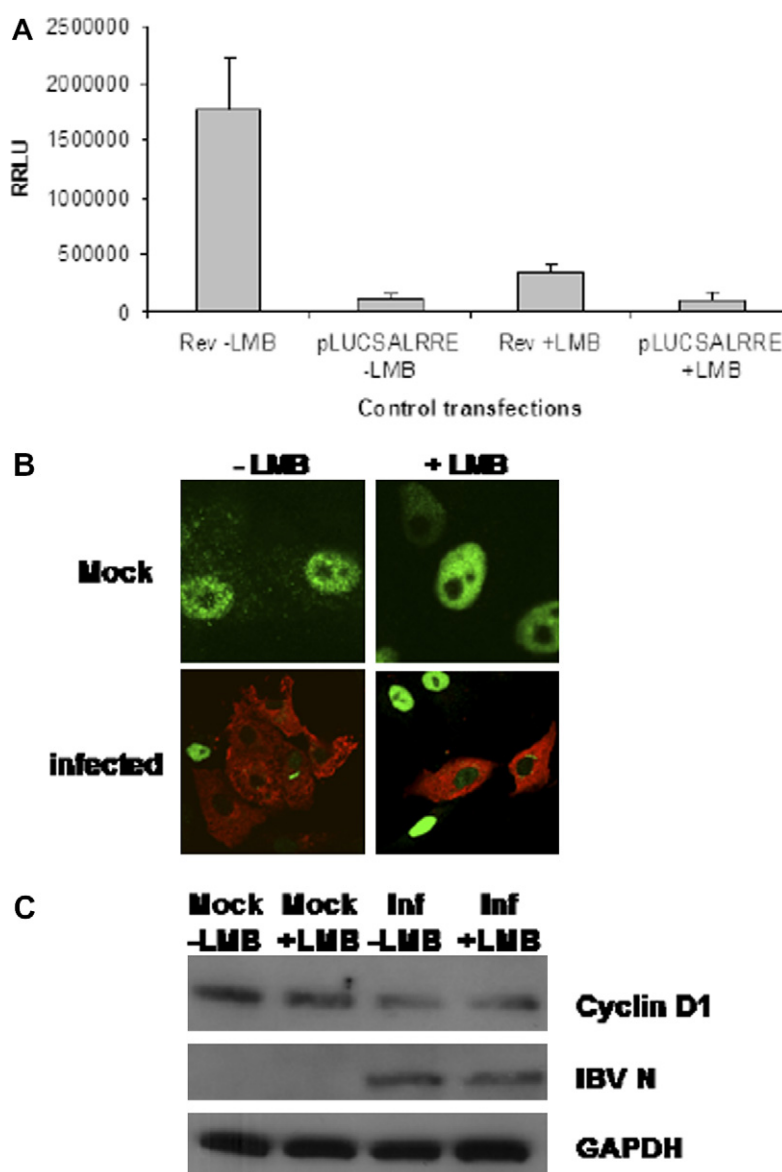 A
2500000
2000000
1500000
1000000
500000
0
RRLU
Rev -LMB
pLUCSALRRE
-LMB
Rev +LMB
pLUCSALRRE
+LMB
Control transfections
B
- LMB
+ LMB
Mock
infected
C
Mock Mock Inf Inf
-LMB +LMB -LMB +LMB
Cyclin D1
IBV N
GAPDH